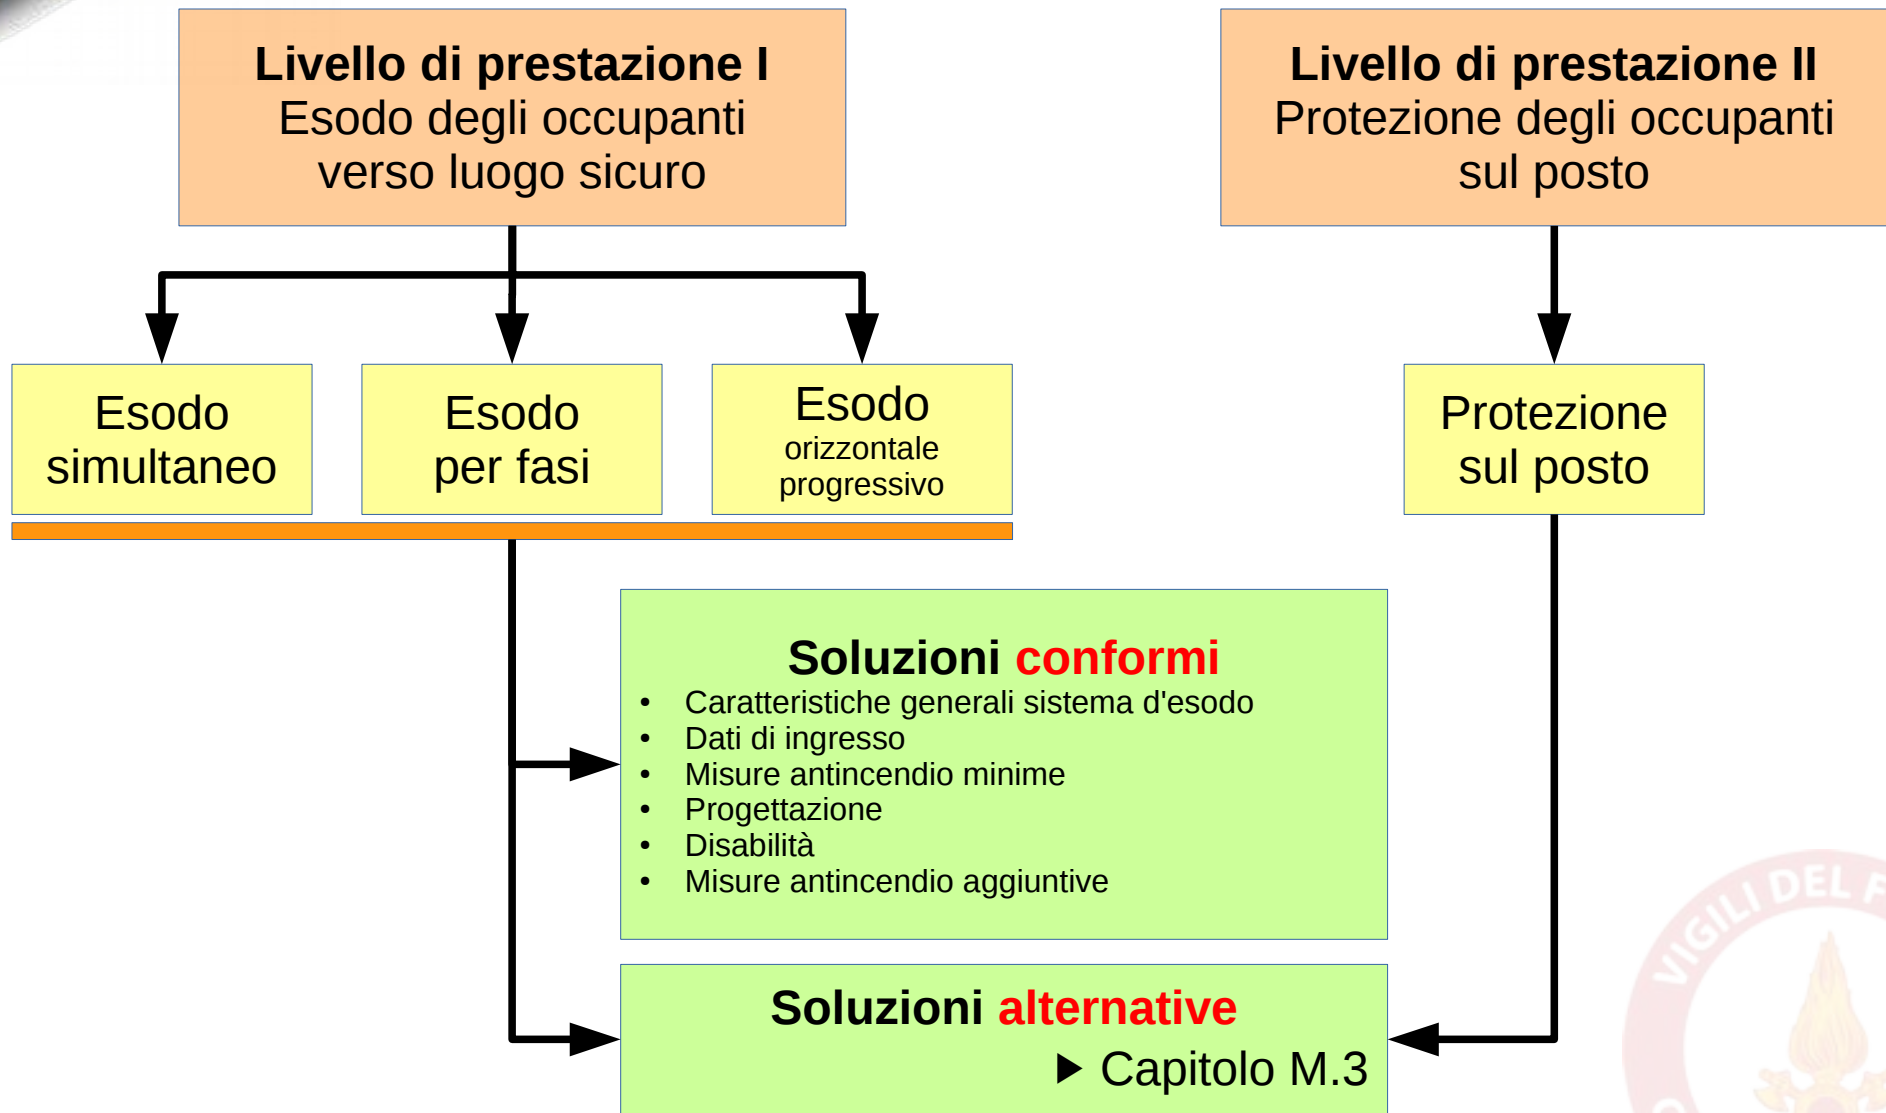 Livello di prestazione I
Esodo degli occupanti
verso luogo sicuro
Livello di prestazione II
Protezione degli occupanti
sul posto
Esodo
simultaneo
Esodo
per fasi
Esodo
orizzontale
progressivo
Protezione
sul posto
Soluzioni conformi
• Caratteristiche generali sistema d'esodo
• Dati di ingresso
• Misure antincendio minime
• Progettazione
• Disabilità
• Misure antincendio aggiuntive
Soluzioni alternative
▶ Capitolo M.3
VIGILI DEL